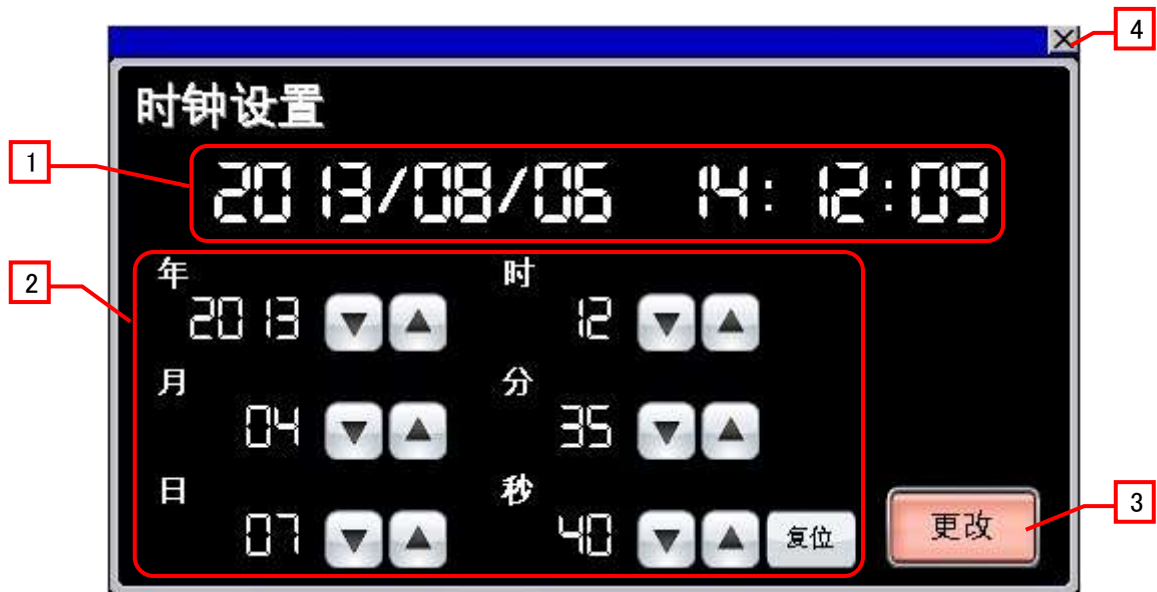 4
时钟设置
1
2013/08/06 14:12:09
2
年 时
2013 ▼ ▲ 12 ▼ ▲
月 分
04 ▼ ▲ 35 ▼ ▲
日 秒
07 ▼ ▲ 40 ▼ ▲ 复位
更改
3